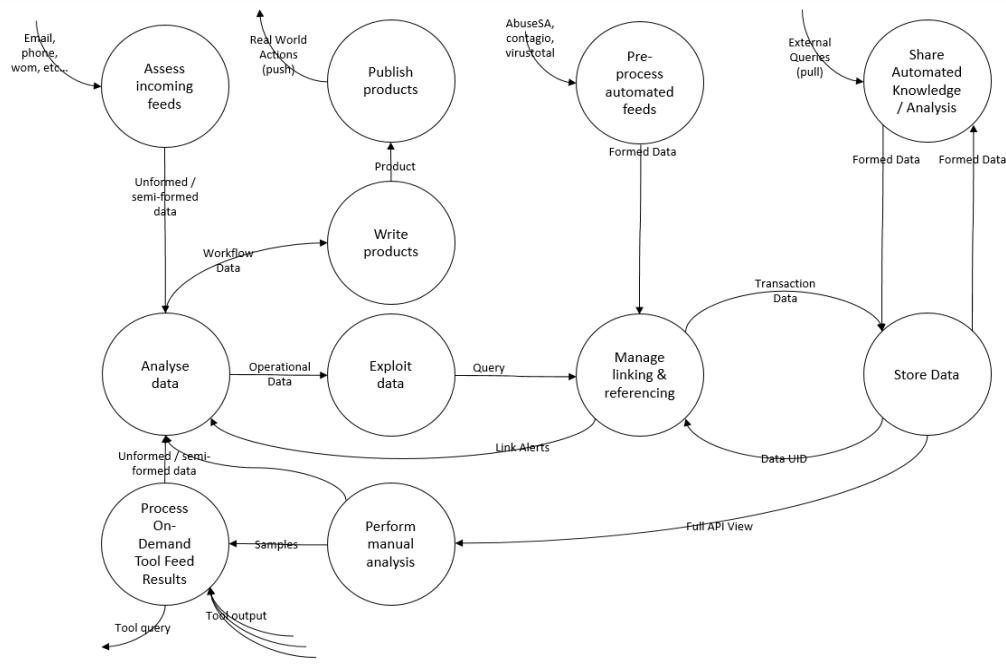 Email,
phone,
wom, etc...
Assess
incoming
feeds
Real World
Actions
(push)
Publish
products
AbuseSA,
contagio,
virustotal
Pre-
process
automated
feeds
External
Queries
(pull)
Share
Automated
Knowledge
/ Analysis
Unformed /
semi-formed
data
Product
Formed Data
Formed Data
Formed Data
Write
products
Workflow
Data
Transaction
Data
Analyse
data
Operational
Data
Exploit
data
Query
Manage
linking &
referencing
Store Data
Link Alerts
Data UID
Unformed / semi-
formed data
Process
On-
Demand
Tool Feed
Results
Samples
Perform
manual
analysis
Full API View
Tool query
Tool output